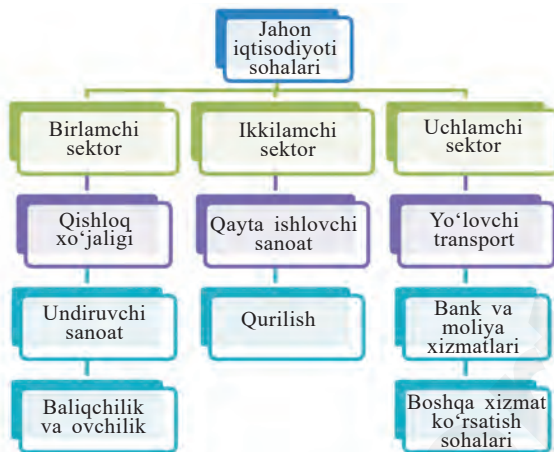 Jahon
iqtisodiyoti
sohalari
Birlamchi
sektor
Ikkilamchi
sektor
Uchlamchi
sektor
Qishloq
xo‘jaligi
Qayta ishlovchi
sanoat
Yo‘lovchi
transport
Undiruvchi
sanoat
Qurilish
Bank va
moliya
xizmatlari
Baliqchilik
va ovchilik
Boshqa xizmat
ko‘rsatish
sohalari